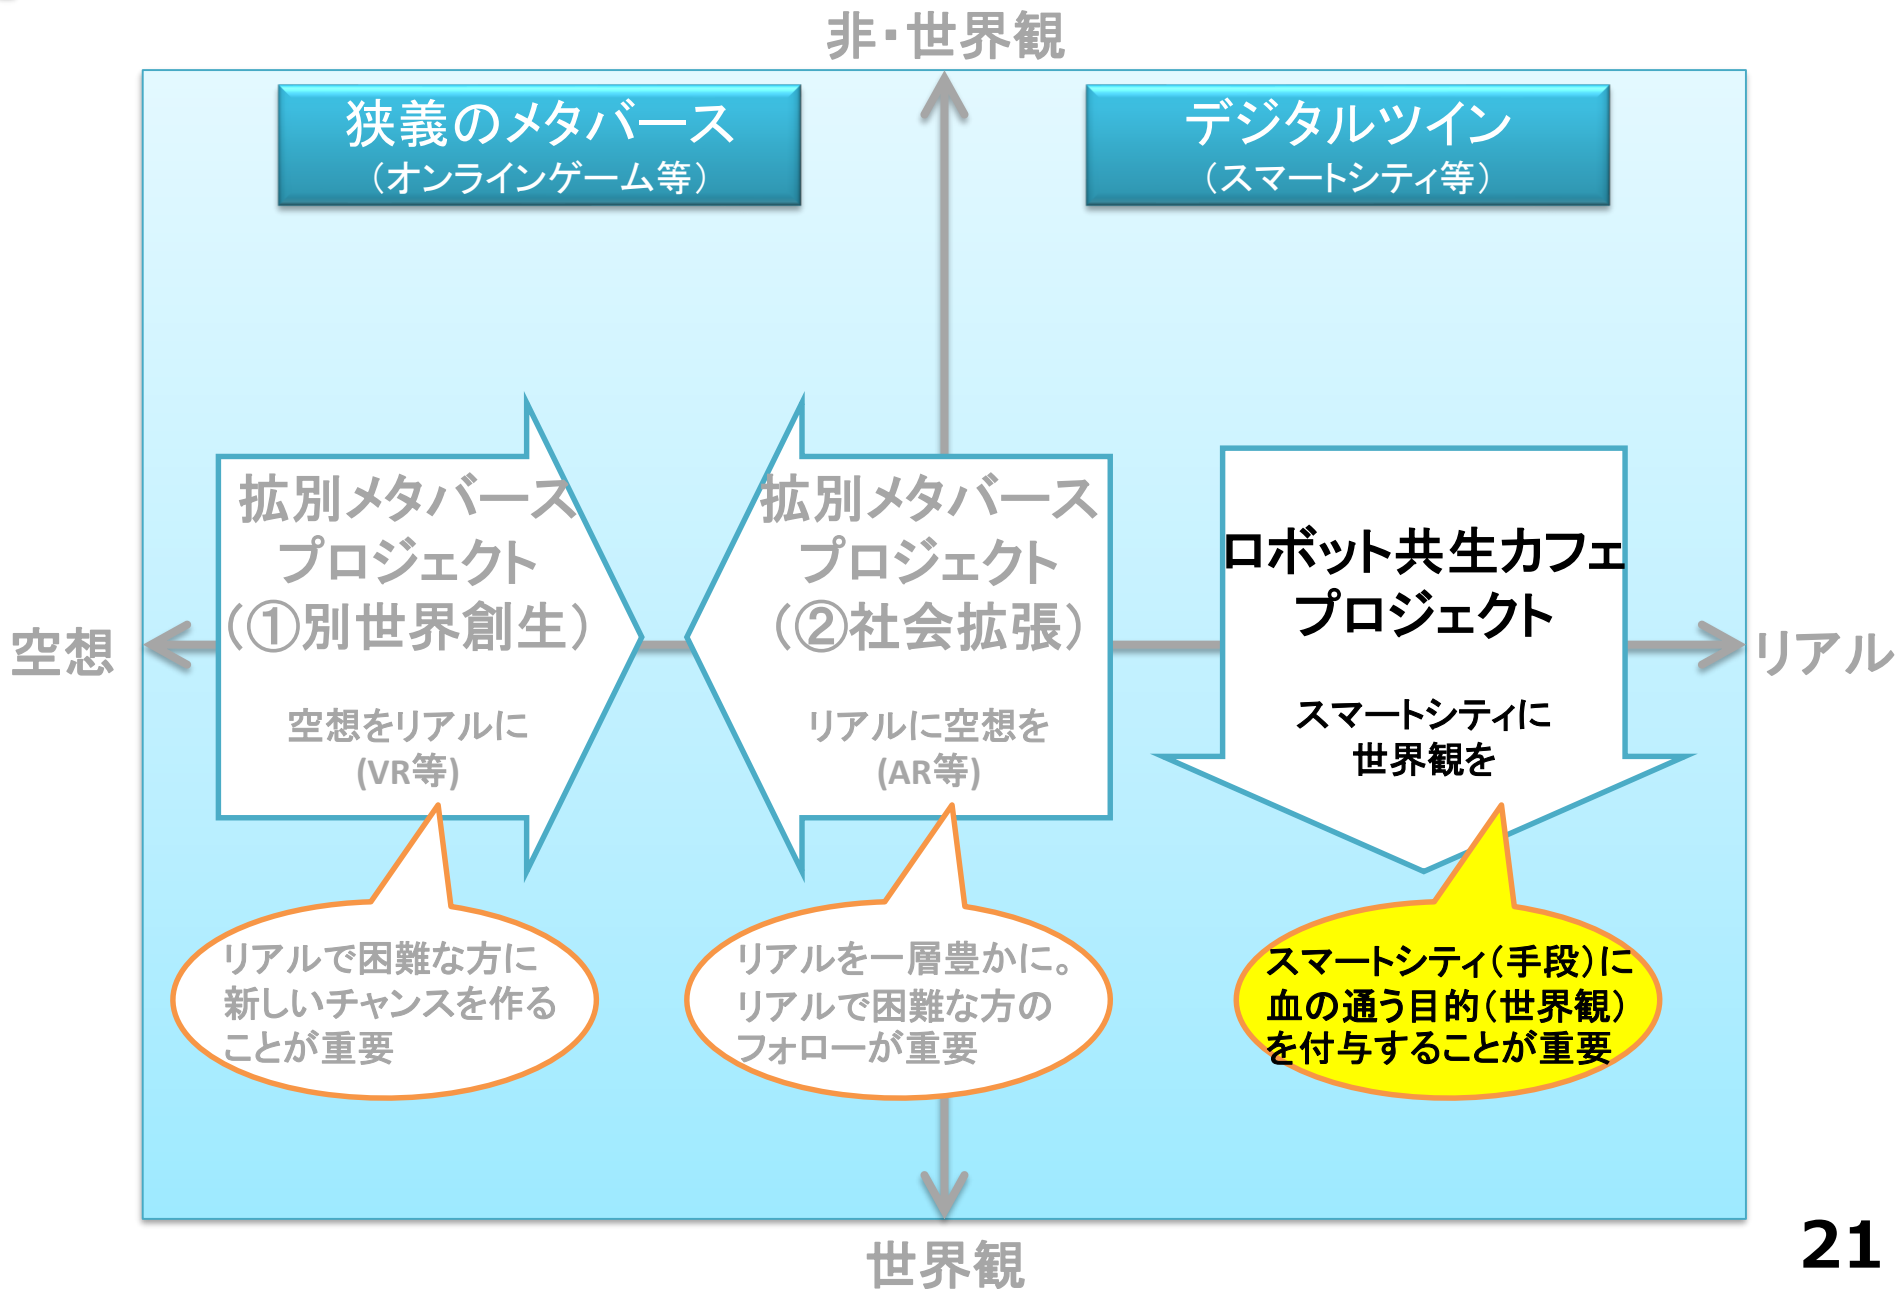 非・世界観
狭義のメタバース
（オンラインゲーム等）
デジタルツイン
（スマートシティ等）
空想
リアル
拡別メタバース
プロジェクト
（①別世界創生）
空想をリアルに
(VR等)
拡別メタバース
プロジェクト
（②社会拡張）
リアルに空想を
(AR等)
ロボット共生カフェ
プロジェクト
スマートシティに
世界観を
リアルで困難な方に
新しいチャンスを作る
ことが重要
リアルを一層豊かに。
リアルで困難な方の
フォローが重要
スマートシティ（手段）に
血の通う目的（世界観）
を付与することが重要
世界観
21